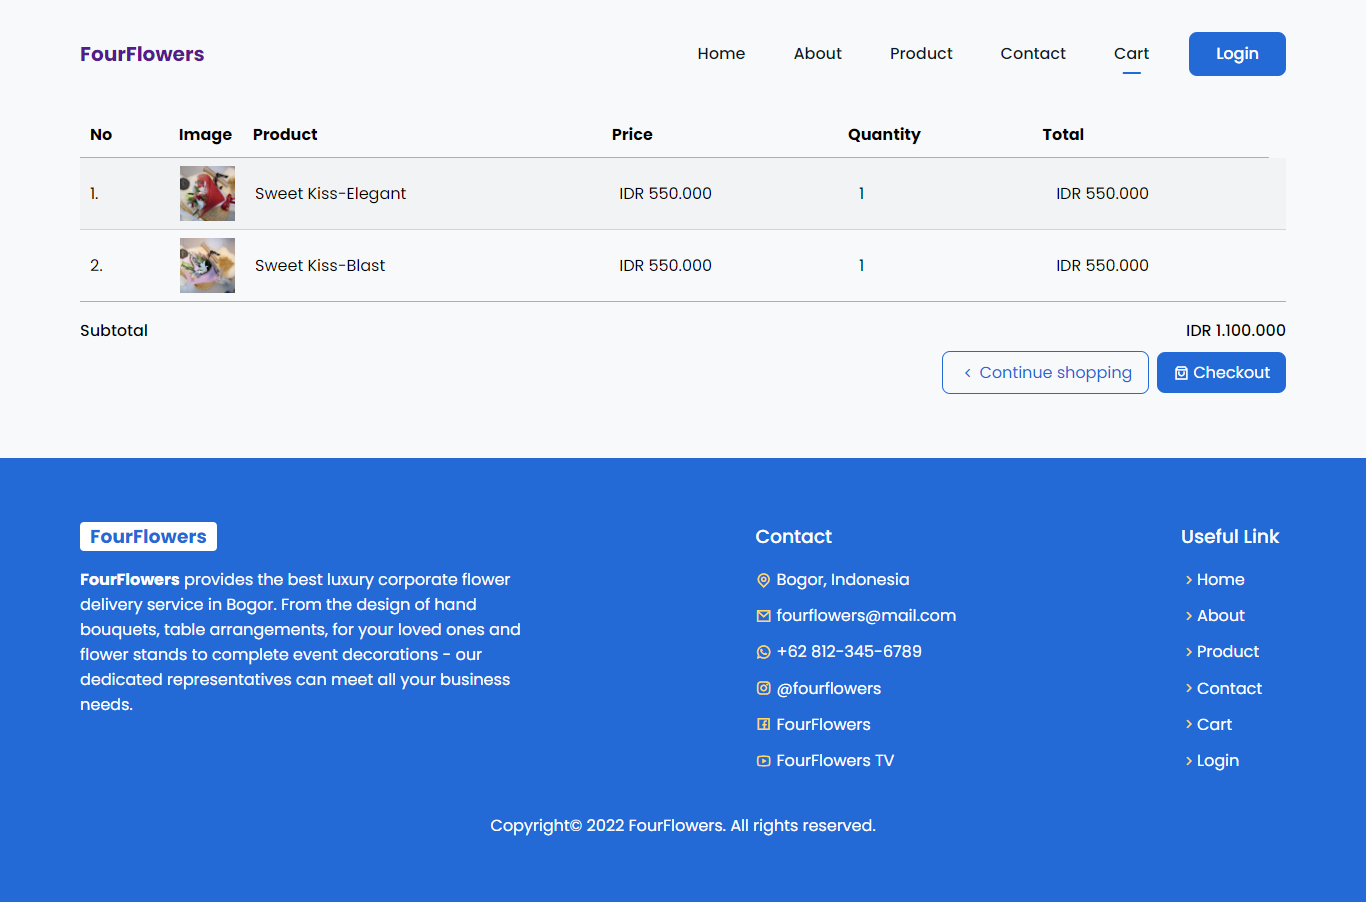 FourFlowers
Home
About
Product
Contact
Cart
Login
No Image Product Price Quantity Total
1. Sweet Kiss-Elegant IDR 550.000 1 IDR 550.000
2. Sweet Kiss-Blast IDR 550.000 1 IDR 550.000
Subtotal IDR 1.100.000
Continue shopping
Checkout
FourFlowers
FourFlowers provides the best luxury corporate flower
delivery service in Bogor. From the design of hand
bouquets, table arrangements, for your loved ones and
flower stands to complete event decorations - our
dedicated representatives can meet all your business
needs.
Contact
Bogor, Indonesia
fourflowers@mail.com
+62 812-345-6789
@fourflowers
FourFlowers
FourFlowers TV
Useful Link
Home
About
Product
Contact
Cart
Login
Copyright© 2022 FourFlowers. All rights reserved.